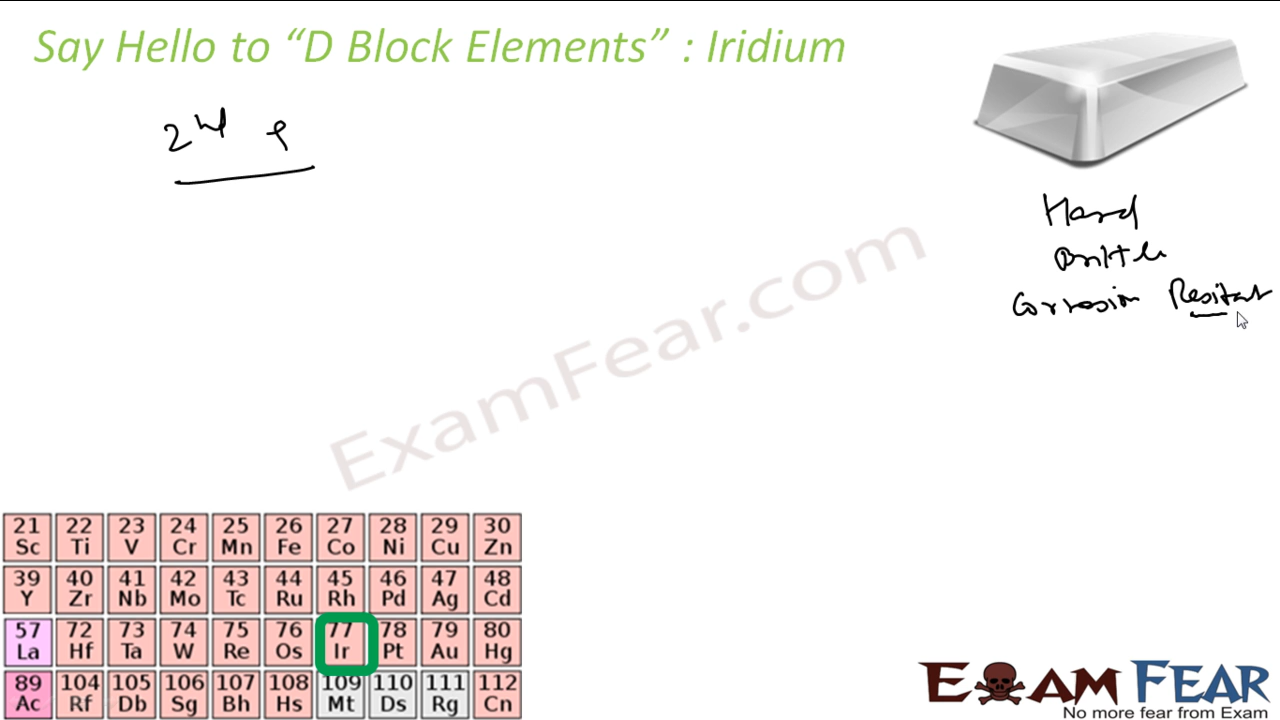 Say Hello to “D Block Elements” : Iridium
2nd ρ
Hard
Brittle
Corrosion Resitat
ExamFear.com
21 22 23 24 25 26 27 28 29 30
Sc Ti V Cr Mn Fe Co Ni Cu Zn
39 40 41 42 43 44 45 46 47 48
Y Zr Nb Mo Tc Ru Rh Pd Ag Cd
57 72 73 74 75 76 77 78 79 80
La Hf Ta W Re Os Ir Pt Au Hg
89 104 105 106 107 108 109 110 111 112
Ac Rf Db Sg Bh Hs Mt Ds Rg Cn
EXAM FEAR
No more fear from Exam